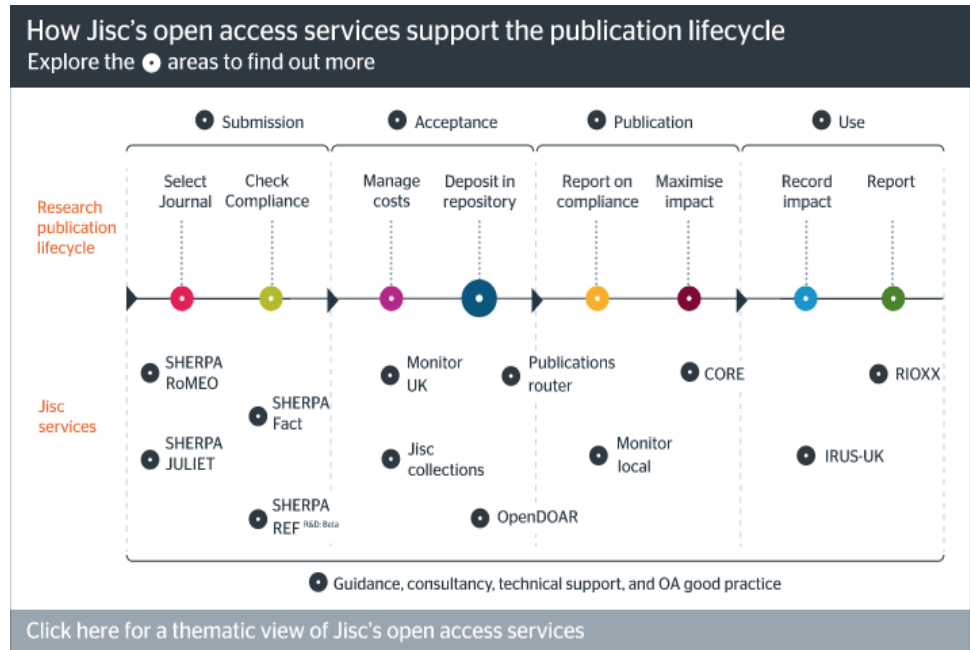 How Jisc's open access services support the publication lifecycle
Explore the areas to find out more
Submission
Acceptance
Publication
Use
Research
publication
lifecycle
Select
Journal
Check
Compliance
Manage
costs
Deposit in
repository
Report on
compliance
Maximise
impact
Record
impact
Report
Jisc
services
SHERPA
RoMEO
SHERPA
JULIET
SHERPA
Fact
SHERPA
REF R&D: Beta
Monitor
UK
Jisc
collections
Publications
router
OpenDOAR
Monitor
local
CORE
IRUS-UK
RIOXX
Guidance, consultancy, technical support, and OA good practice
Click here for a thematic view of Jisc's open access services